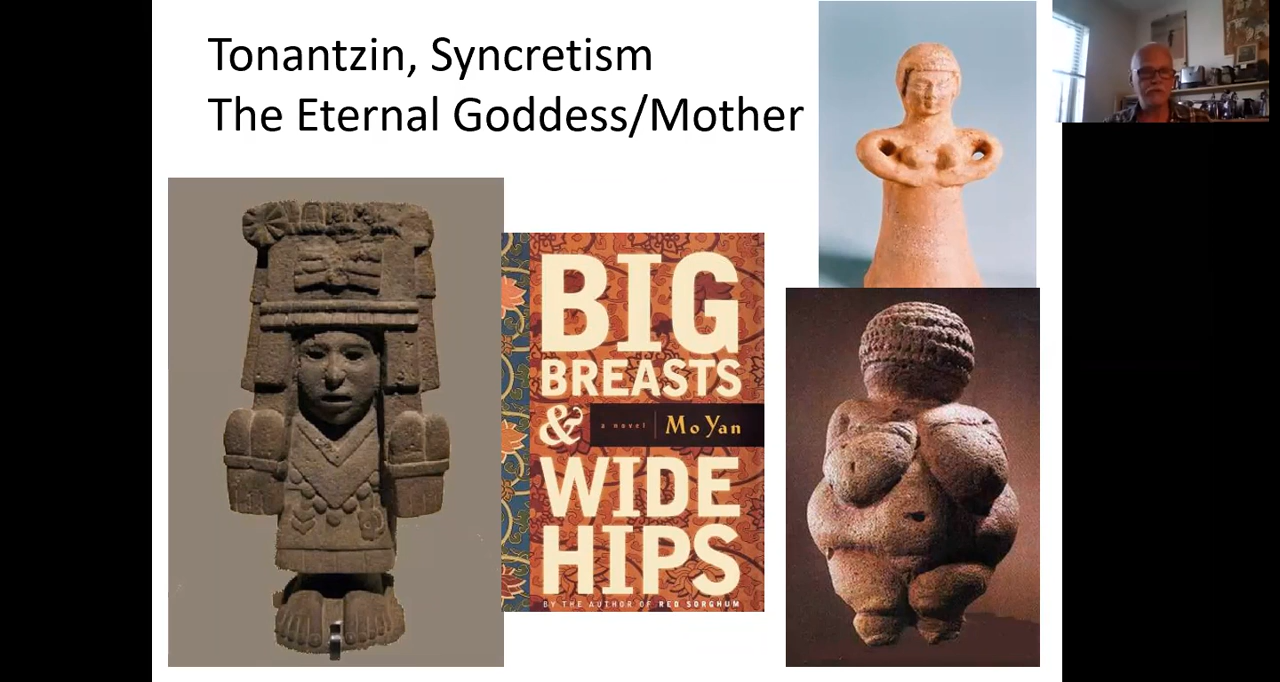 Tonantzin, Syncretism
The Eternal Goddess/Mother
BIG
BREASTS
&
a novel | Mo Yan
WIDE
HIPS
BY THE AUTHOR OF RED SORGHUM